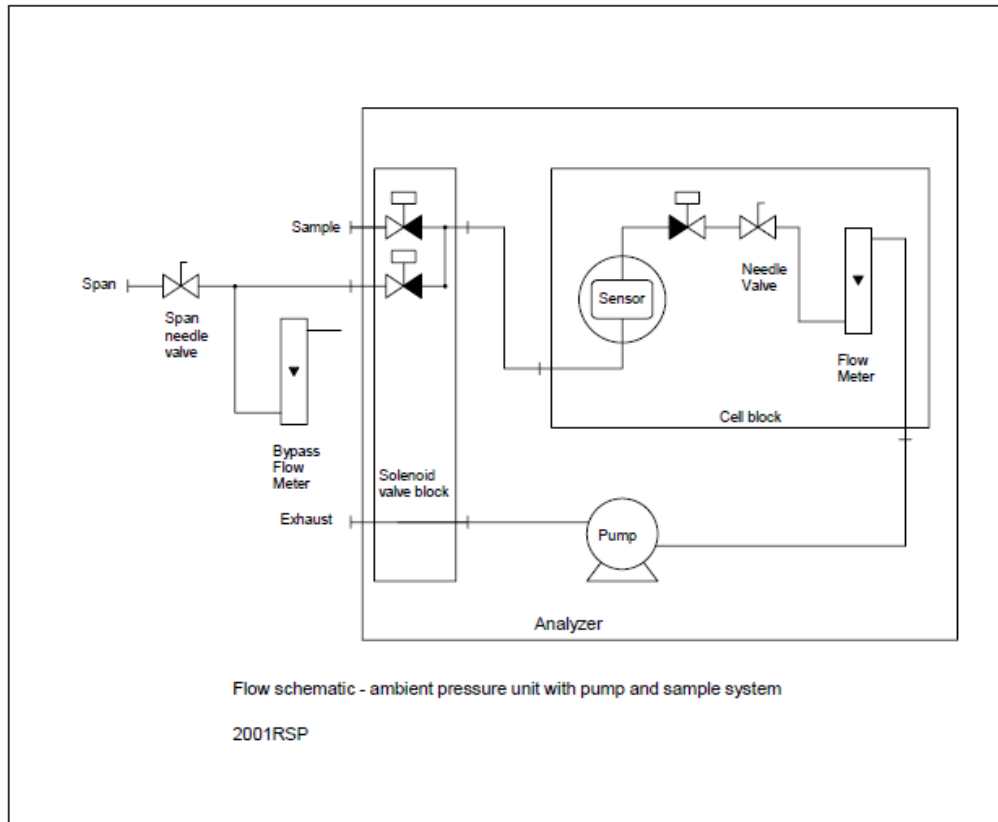 Sample
Span
Span
needle
valve
Bypass
Flow
Meter
Solenoid
valve block
Exhaust
Sensor
Needle
Valve
Flow
Meter
Cell block
Pump
Analyzer
Flow schematic - ambient pressure unit with pump and sample system
2001RSP